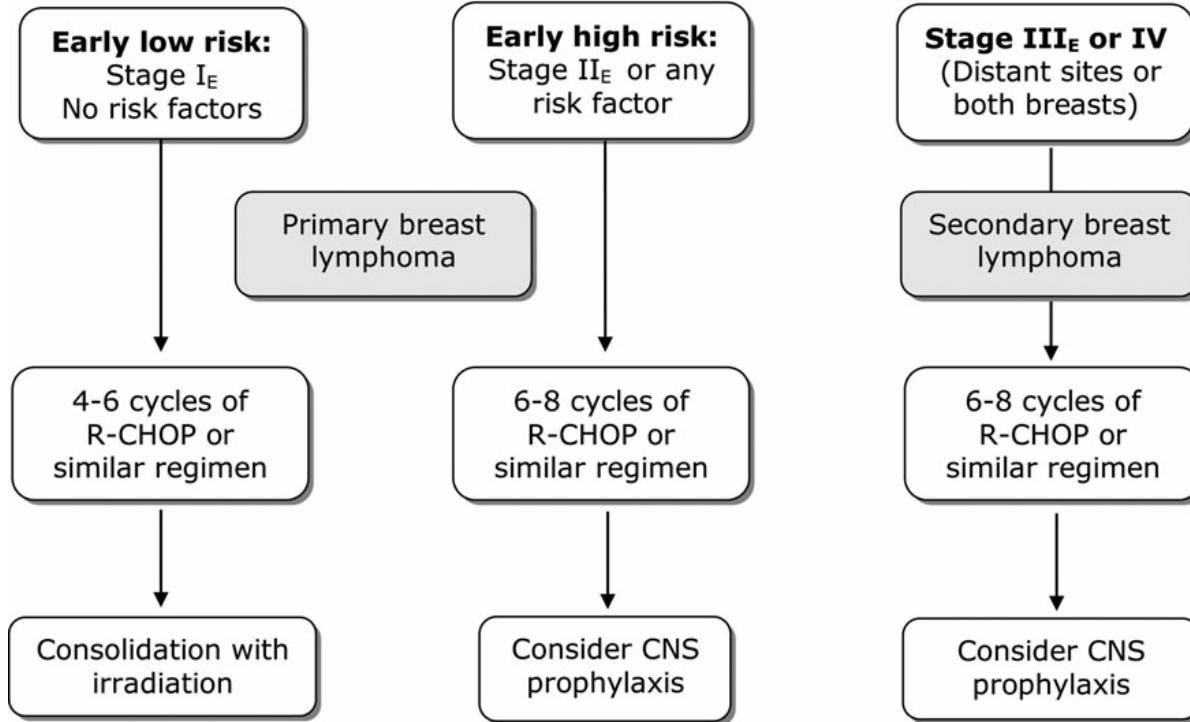 Early low risk:
Stage IE
No risk factors
Early high risk:
Stage IIE or any
risk factor
Stage IIIE or IV
(Distant sites or
both breasts)
Primary breast
lymphoma
Secondary breast
lymphoma
4-6 cycles of
R-CHOP or
similar regimen
6-8 cycles of
R-CHOP or
similar regimen
6-8 cycles of
R-CHOP or
similar regimen
Consolidation with
irradiation
Consider CNS
prophylaxis
Consider CNS
prophylaxis